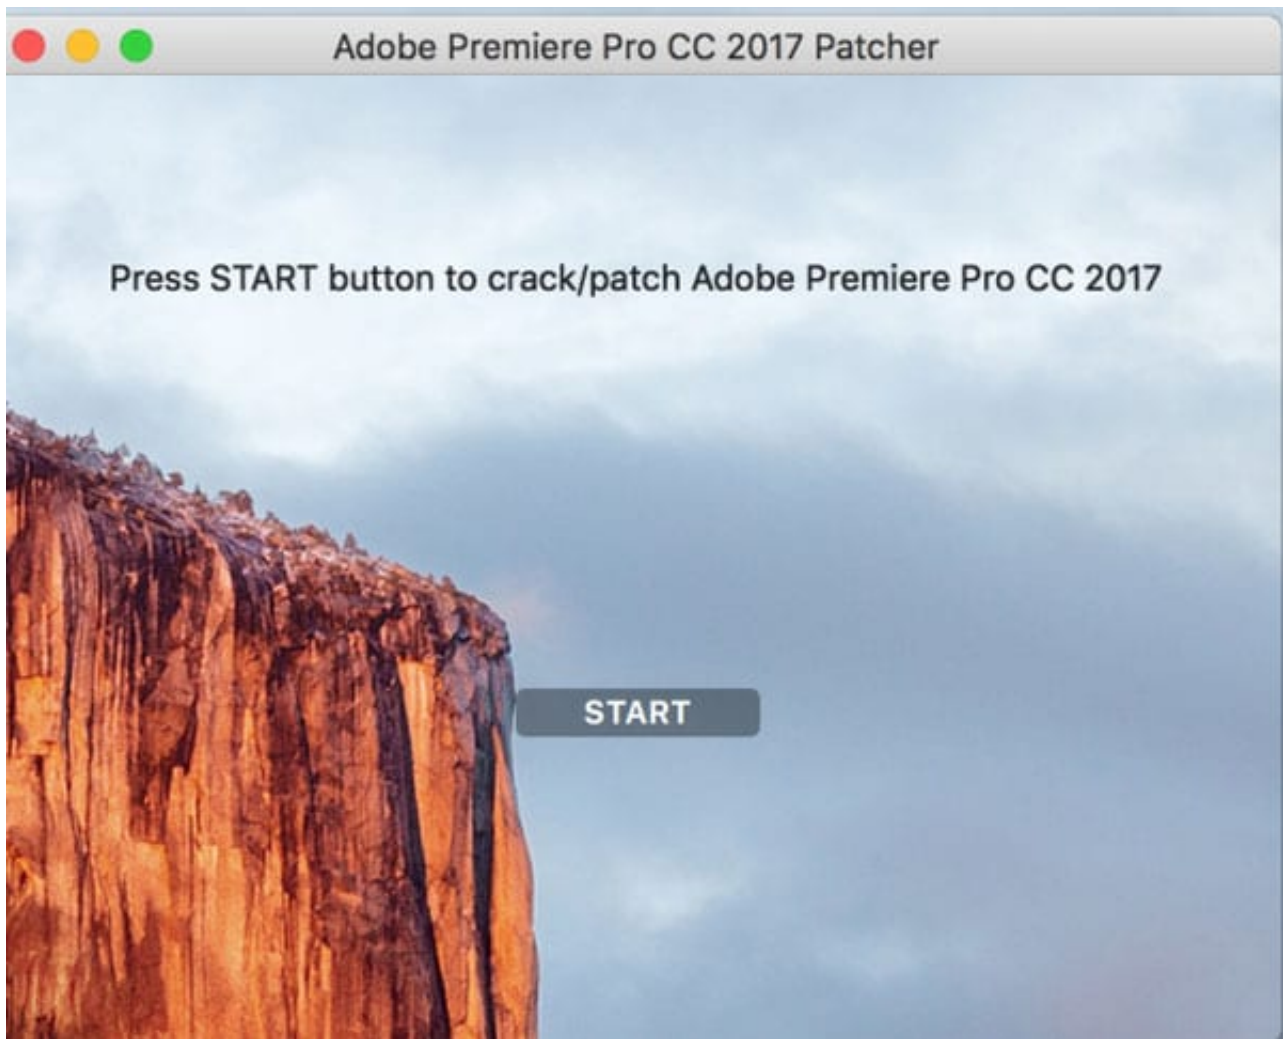 Adobe Premiere Pro CC 2017 Patcher
Press START button to crack/patch Adobe Premiere Pro CC 2017
START